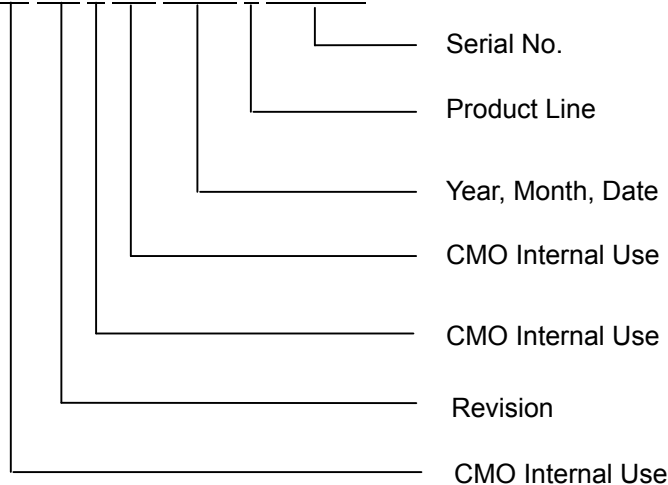 Serial No.
Product Line
Year, Month, Date
CMO Internal Use
CMO Internal Use
Revision
CMO Internal Use